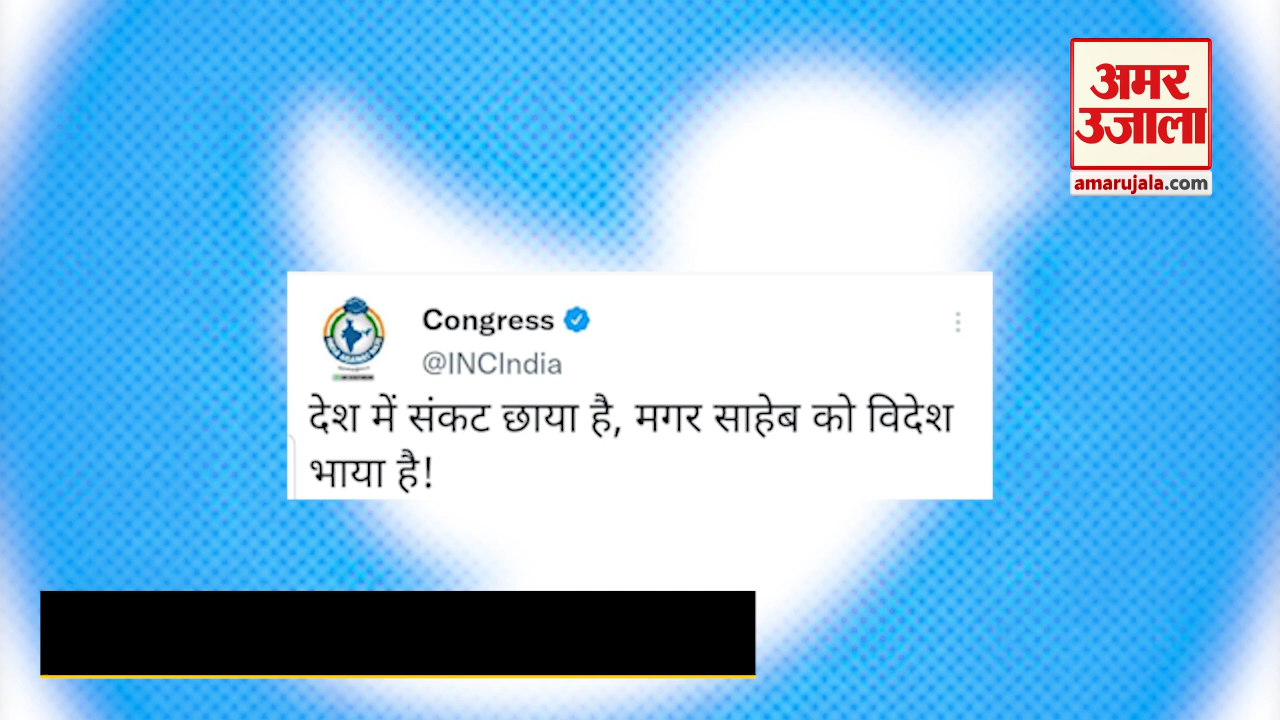 अमर
उजाला
amarujala.com
Congress
@INCIndia
देश में संकट छाया है, मगर साहेब को विदेश
भाया है!